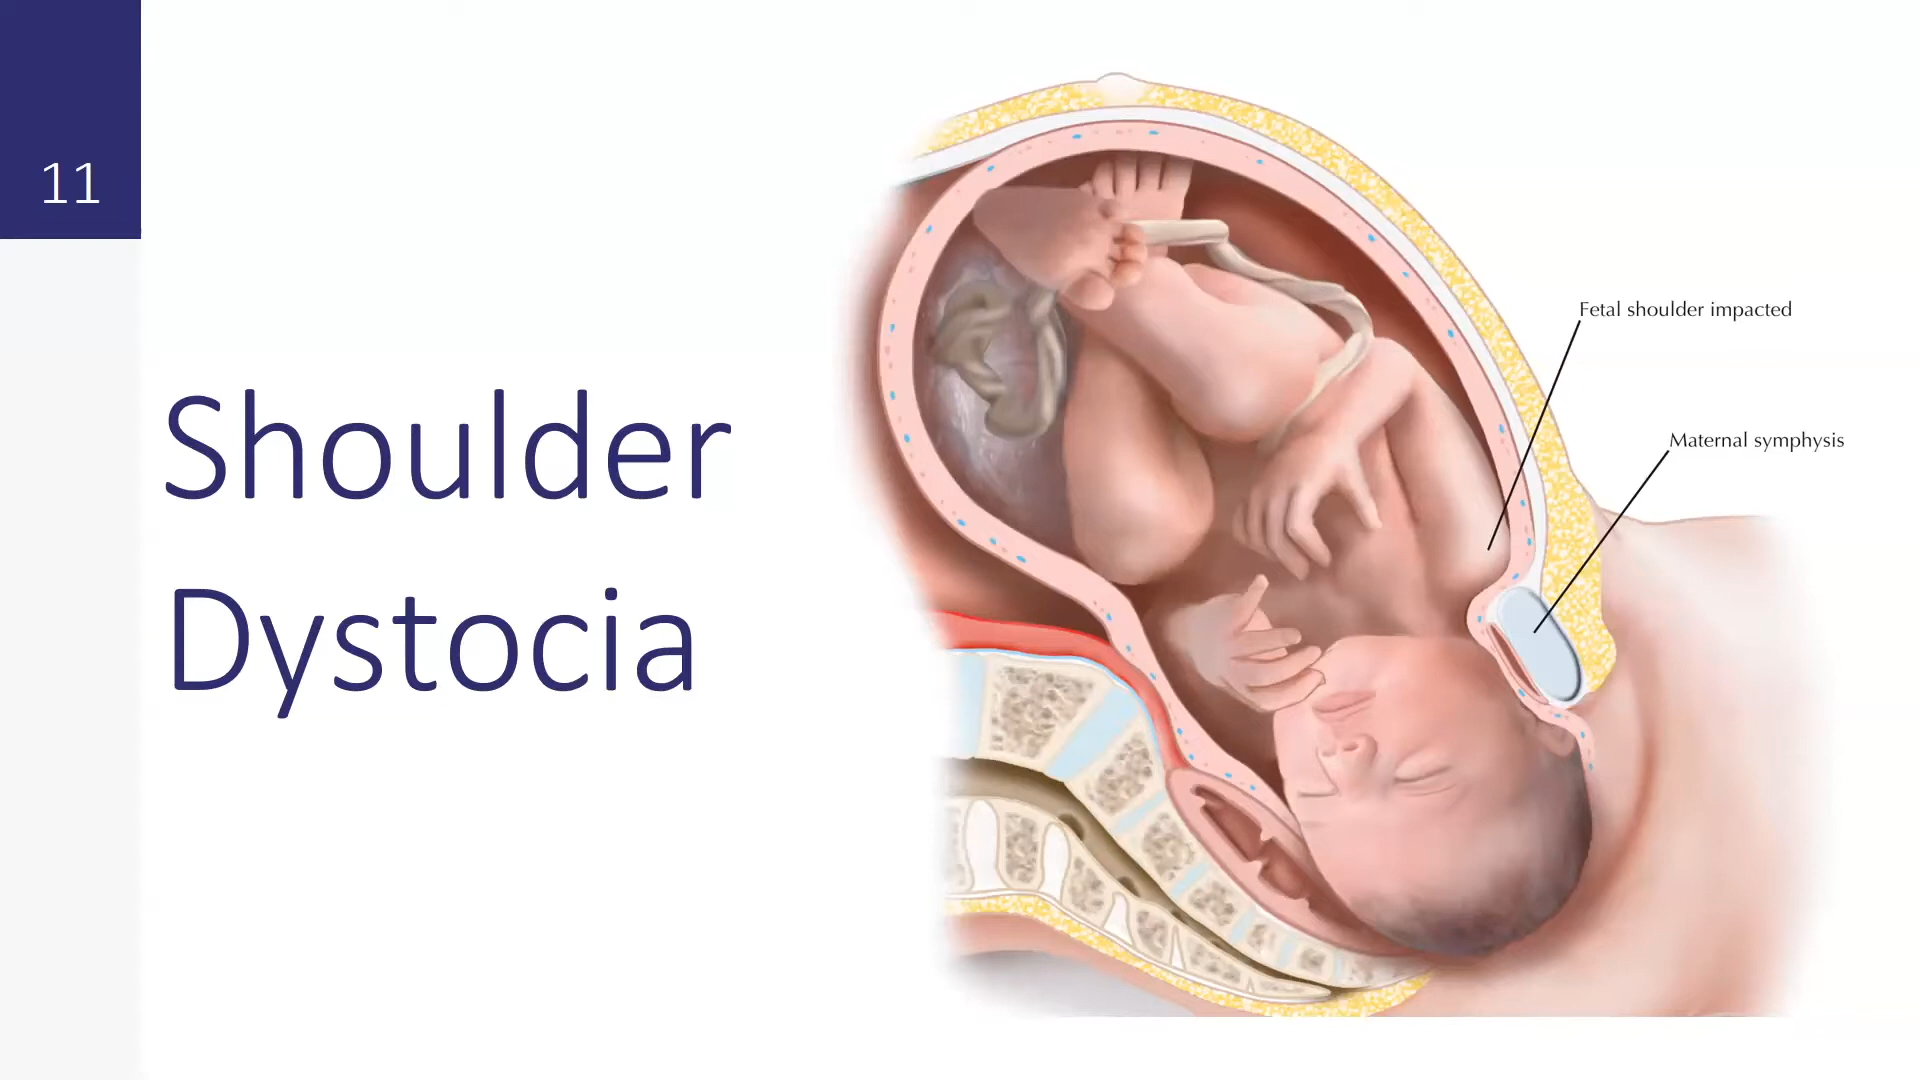 11
Shoulder
Dystocia
Fetal shoulder impacted
Maternal symphysis